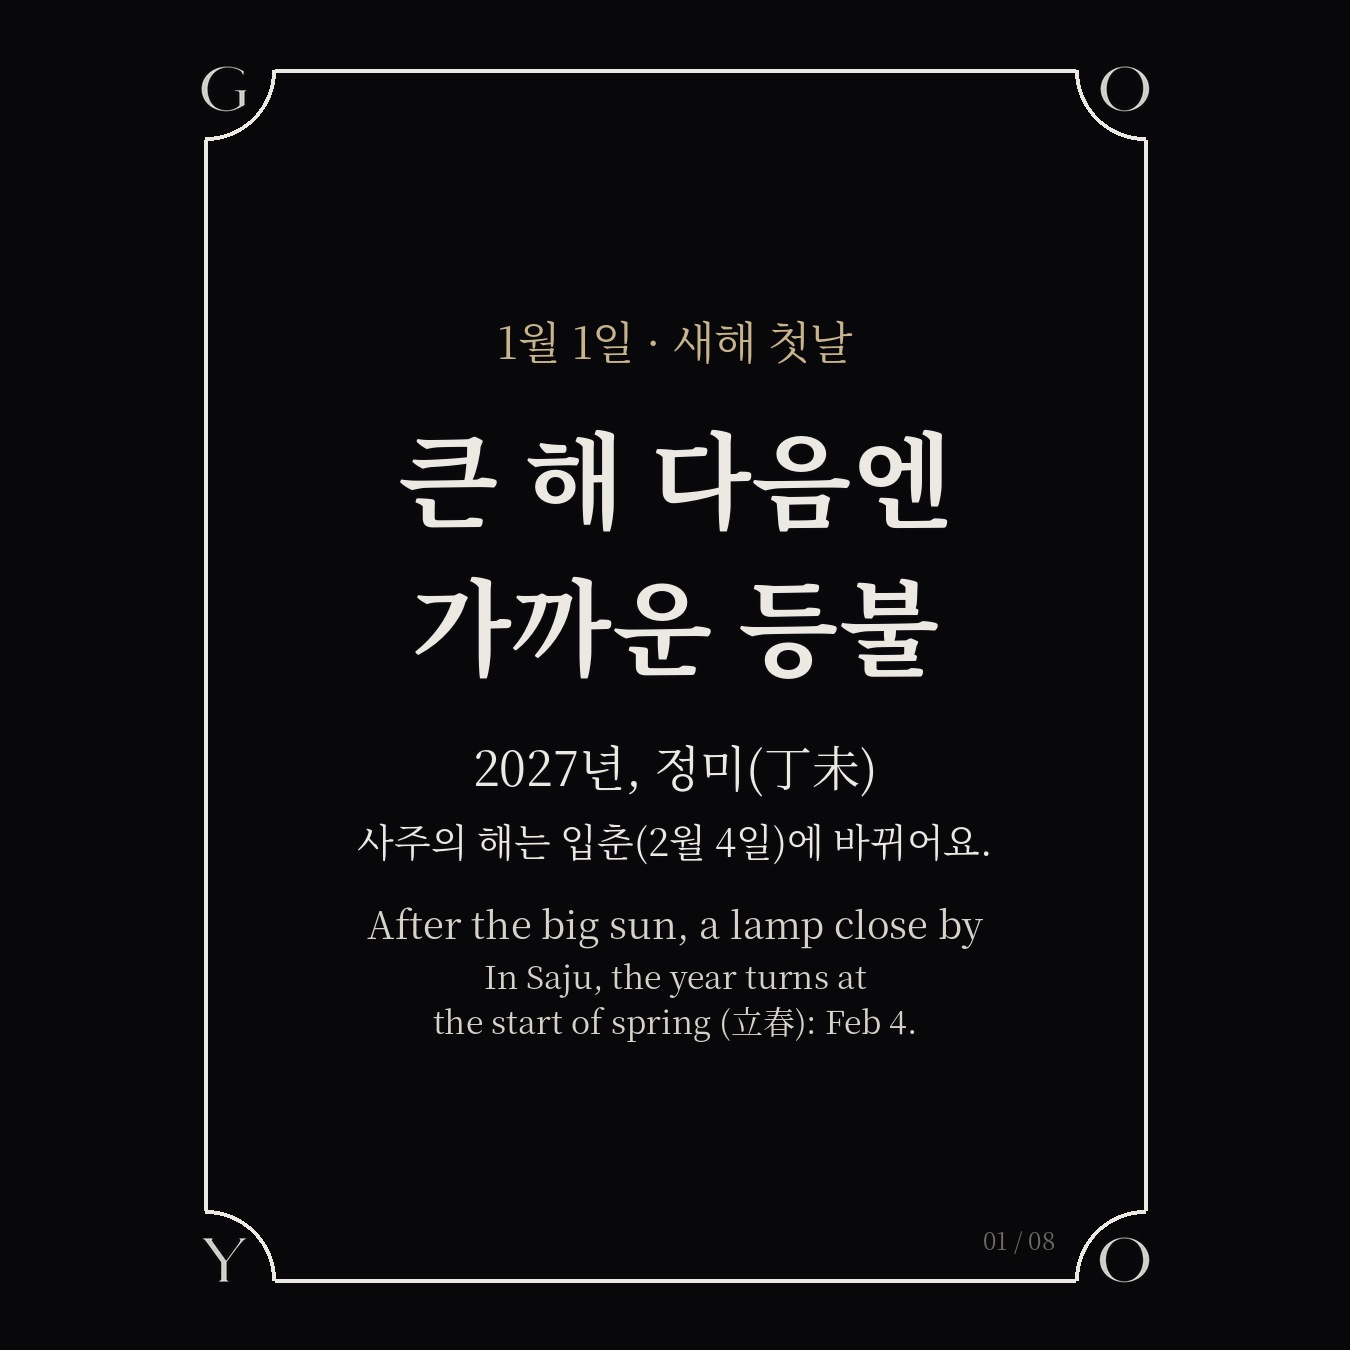 G O
1월 1일 · 새해 첫날
큰 해 다음엔
가까운 등불
2027년, 정미(丁未)
사주의 해는 입춘(2월 4일)에 바뀌어요.
After the big sun, a lamp close by
In Saju, the year turns at
the start of spring (立春): Feb 4.
01 / 08
Y O